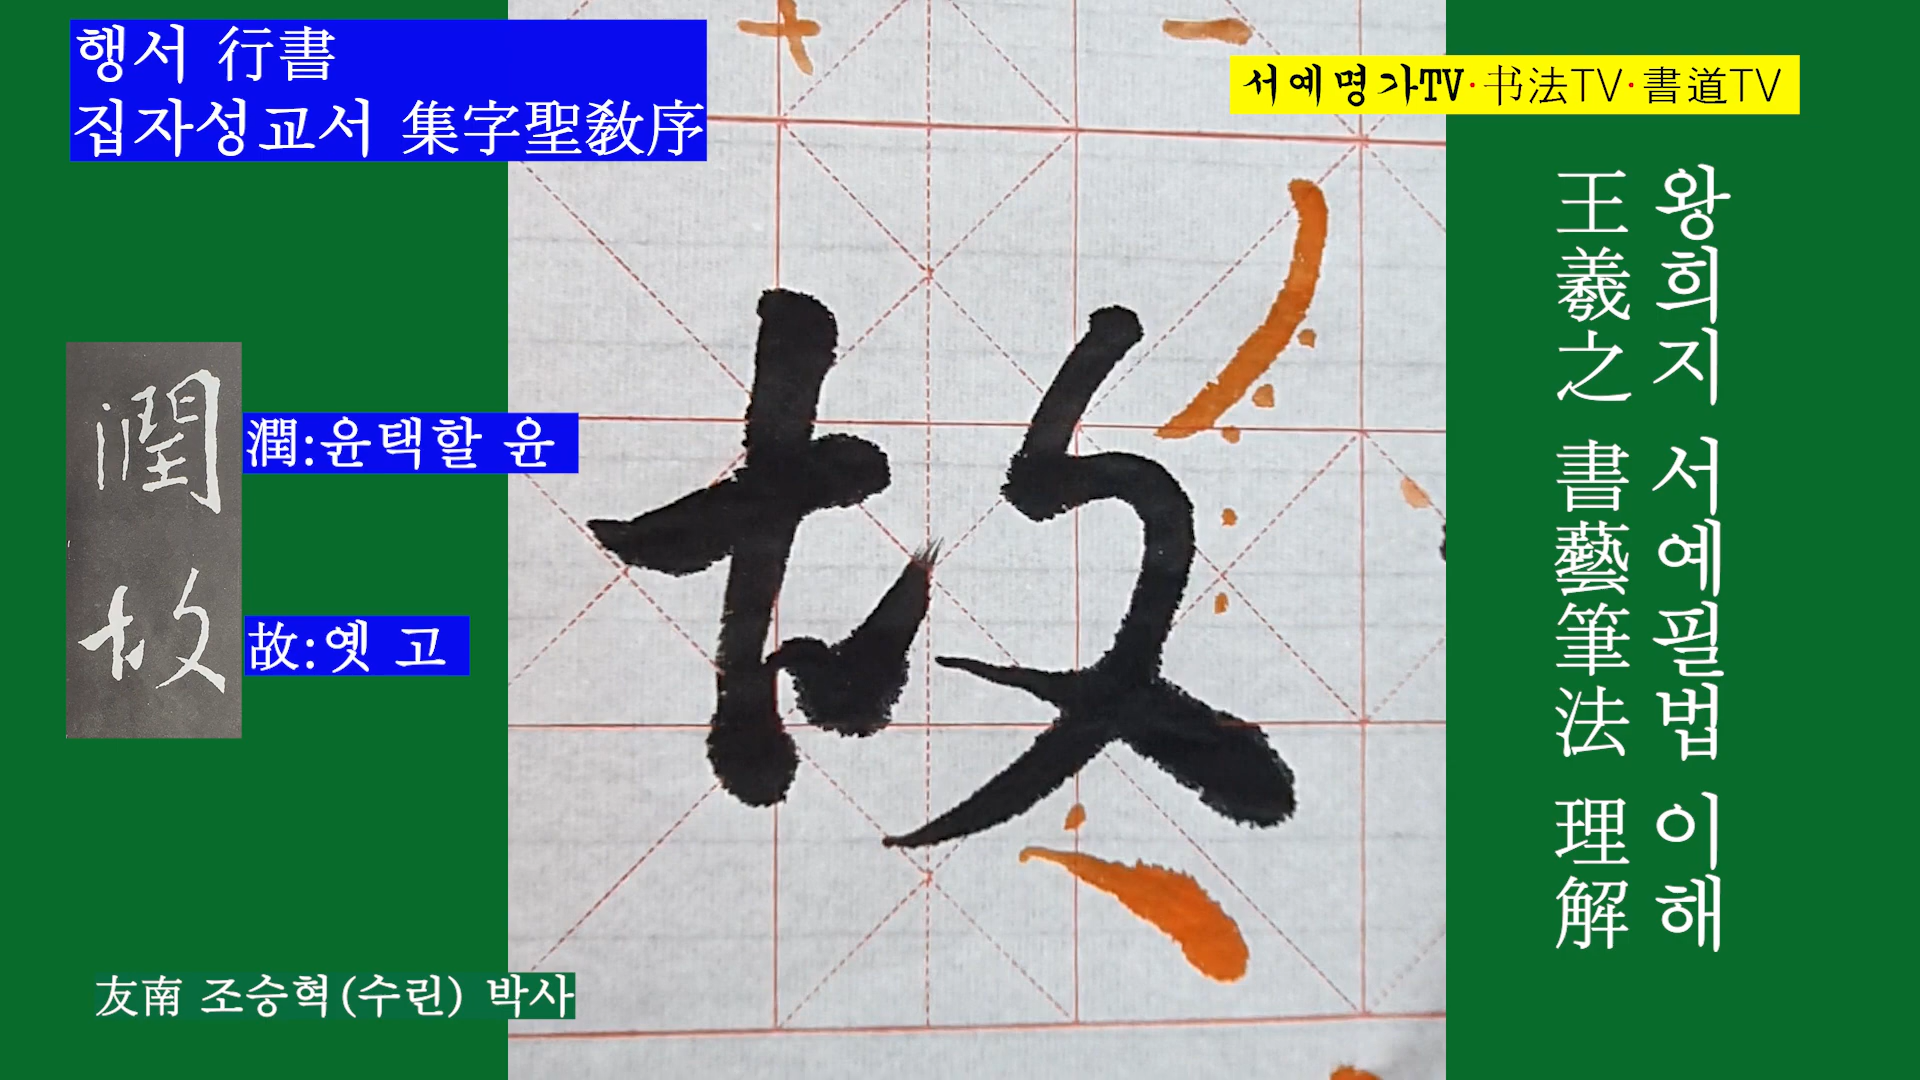 행서 行書
집자성교서 集字聖敎序
서예명가TV·书法TV·書道TV
왕희지 서예필법 이해
王羲之 書藝筆法 理解
潤
故
潤:윤택할 윤
故:옛 고
故
友南 조승혁(수린) 박사